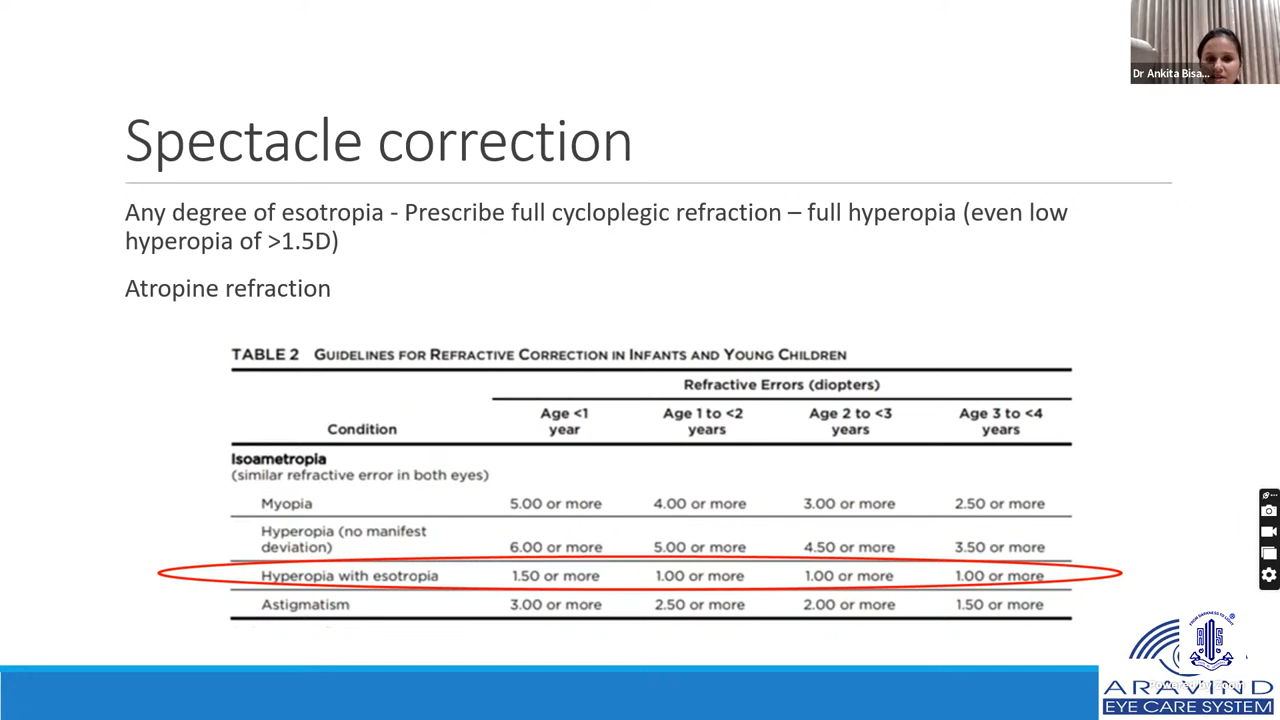 Dr Ankita Bisa...
Spectacle correction
Any degree of esotropia - Prescribe full cycloplegic refraction – full hyperopia (even low
hyperopia of >1.5D)
Atropine refraction
TABLE 2 GUIDELINES FOR REFRACTIVE CORRECTION IN INFANTS AND YOUNG CHILDREN
Refractive Errors (diopters)
Condition Age <1 year Age 1 to <2 years Age 2 to <3 years Age 3 to <4 years
Isoametropia
(similar refractive error in both eyes)
Myopia 5.00 or more 4.00 or more 3.00 or more 2.50 or more
Hyperopia (no manifest
deviation) 6.00 or more 5.00 or more 4.50 or more 3.50 or more
Hyperopia with esotropia 1.50 or more 1.00 or more 1.00 or more 1.00 or more
Astigmatism 3.00 or more 2.50 or more 2.00 or more 1.50 or more
Powered by Zoom
ARAVIND
EYE CARE SYSTEM